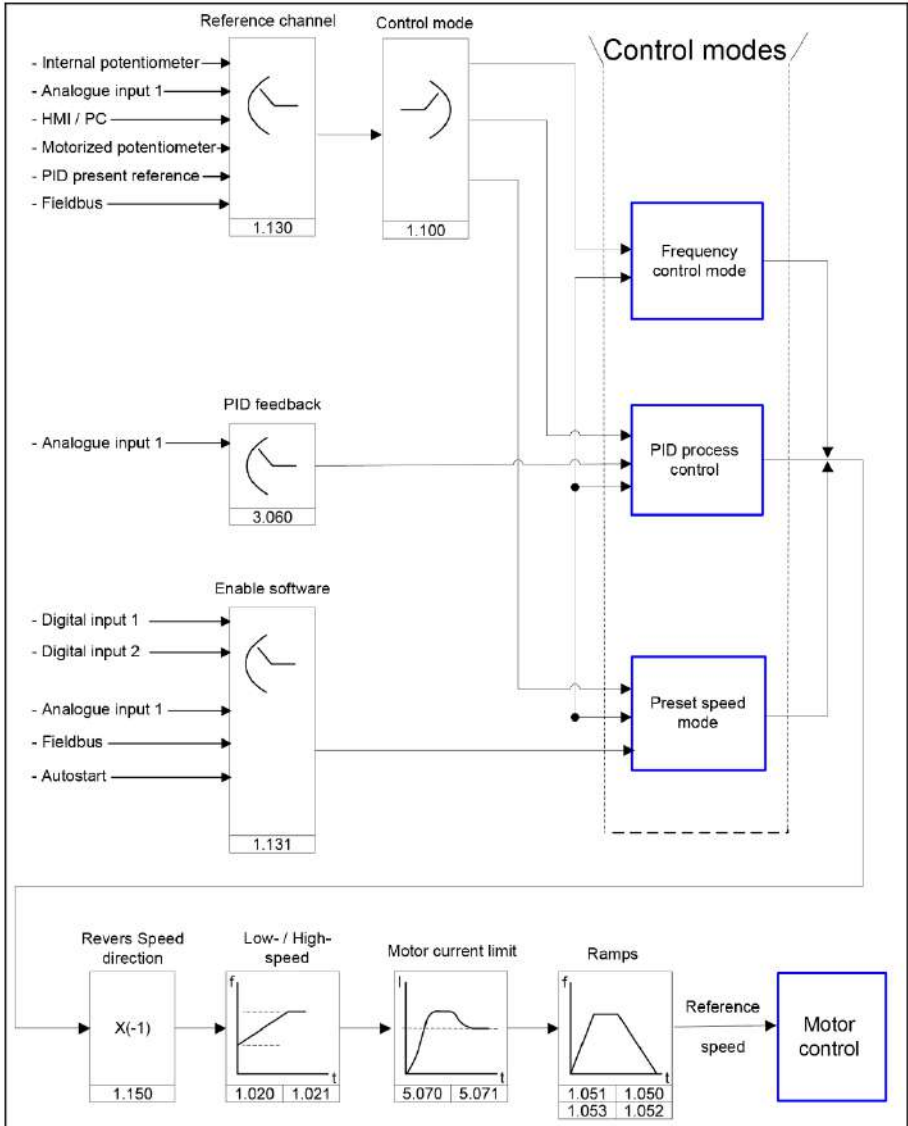 Reference channel
Control mode
Control modes
- Internal potentiometer
- Analogue input 1
- HMI / PC
- Motorized potentiometer
- PID present reference
- Fieldbus
1.130
1.100
Frequency
control mode
PID feedback
- Analogue input 1
3.060
PID process
control
Enable software
- Digital input 1
- Digital input 2
- Analogue input 1
- Fieldbus
- Autostart
1.131
Preset speed
mode
Revers Speed
direction
X(-1)
1.150
Low- / High-
speed
f
t
1.020 1.021
Motor current limit
I
t
5.070 5.071
Ramps
f
t
1.051 1.050
1.053 1.052
Reference
speed
Motor
control